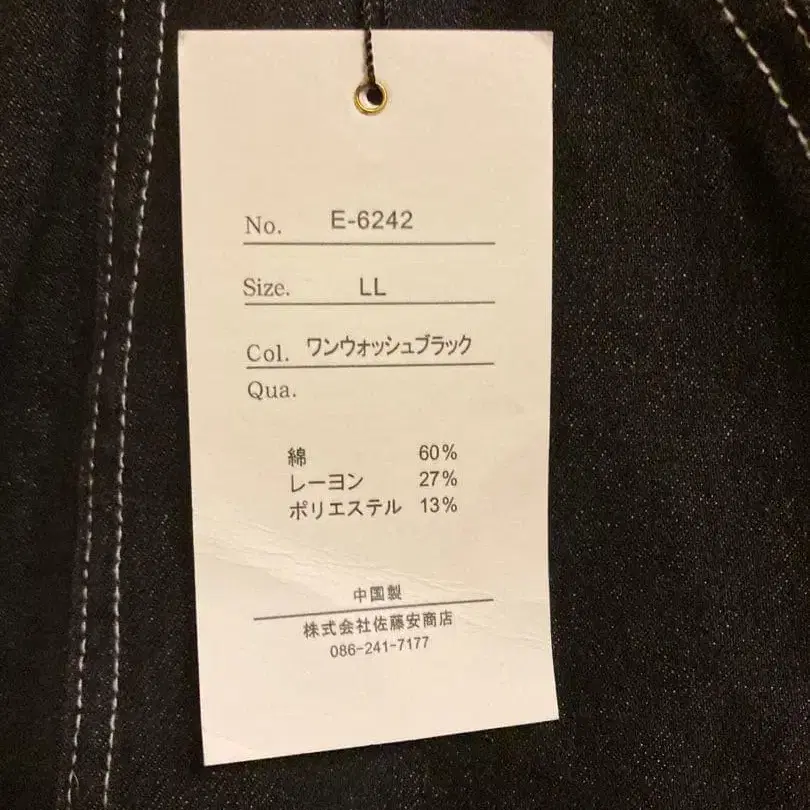 No. E-6242
Size. LL
Col. ワンウォッシュブラック
Qua.
綿 60%
レーヨン 27%
ポリエステル 13%
中国製
株式会社佐藤安商店
086-241-7177